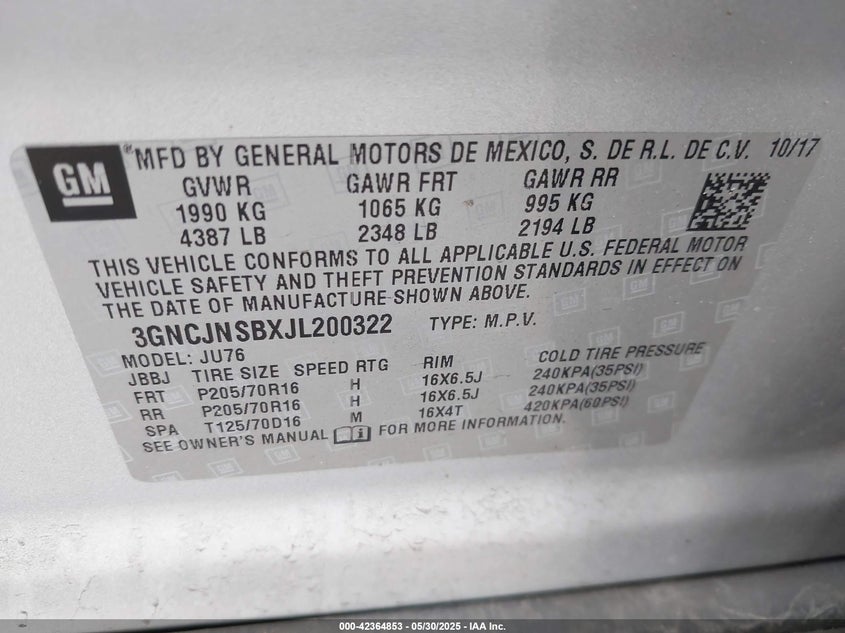 GM ® MFD BY GENERAL MOTORS DE MEXICO, S. DE R.L. DE C.V. 10/17
GVWR GAWR FRT GAWR RR
1990 KG 1065 KG 995 KG
4387 LB 2348 LB 2194 LB
THIS VEHICLE CONFORMS TO ALL APPLICABLE U.S. FEDERAL MOTOR
VEHICLE SAFETY AND THEFT PREVENTION STANDARDS IN EFFECT ON
THE DATE OF MANUFACTURE SHOWN ABOVE.
3GNCJNSBXJL200322 TYPE: M.P.V.
MODEL: JU76
JBBJ TIRE SIZE SPEED RTG RIM COLD TIRE PRESSURE
FRT P205/70R16 H 16X6.5J 240KPA(35PSI)
RR P205/70R16 H 16X6.5J 240KPA(35PSI)
SPA T125/70D16 M 16X4T 420KPA(60PSI)
SEE OWNER'S MANUAL FOR MORE INFORMATION.
000-42364853 — 05/30/2025 — IAA Inc.